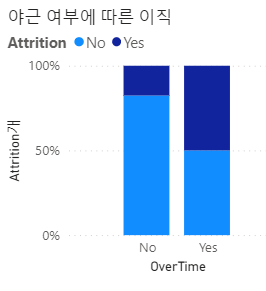 야근 여부에 따른 이직
Attrition No Yes
100%
50%
0%
Attrition개
No Yes
OverTime